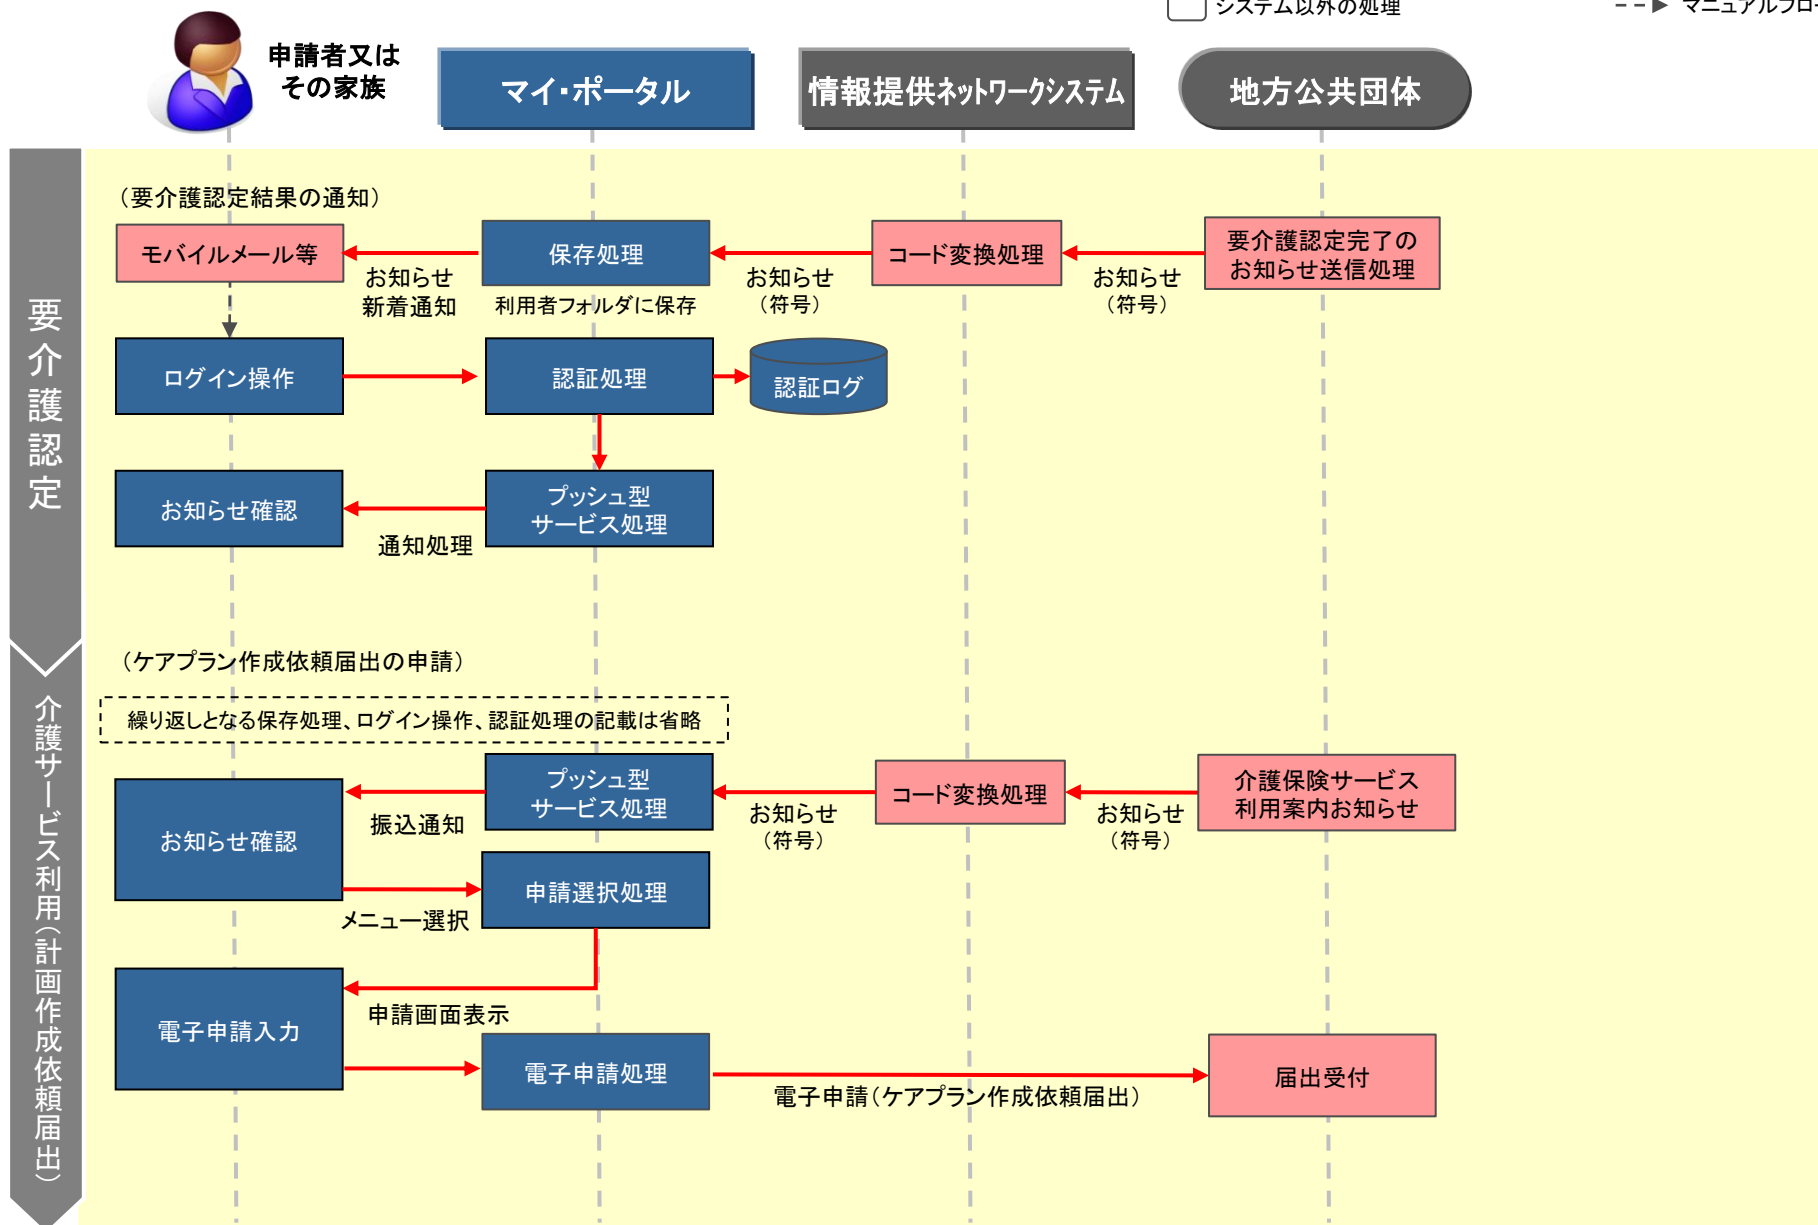 システム以外の処理
マニュアルフロー
申請者又は
その家族
マイ・ポータル
情報提供ネットワークシステム
地方公共団体
要介護認定
（要介護認定結果の通知）
モバイルメール等
保存処理
コード変換処理
要介護認定完了の
お知らせ送信処理
お知らせ
新着通知
利用者フォルダに保存
お知らせ
（符号）
お知らせ
（符号）
ログイン操作
認証処理
認証ログ
お知らせ確認
プッシュ型
サービス処理
通知処理
介護サービス利用（計画作成依頼届出）
（ケアプラン作成依頼届出の申請）
繰り返しとなる保存処理、ログイン操作、認証処理の記載は省略
お知らせ確認
プッシュ型
サービス処理
コード変換処理
介護保険サービス
利用案内お知らせ
振込通知
お知らせ
（符号）
お知らせ
（符号）
申請選択処理
メニュー選択
電子申請入力
申請画面表示
電子申請処理
電子申請（ケアプラン作成依頼届出）
届出受付